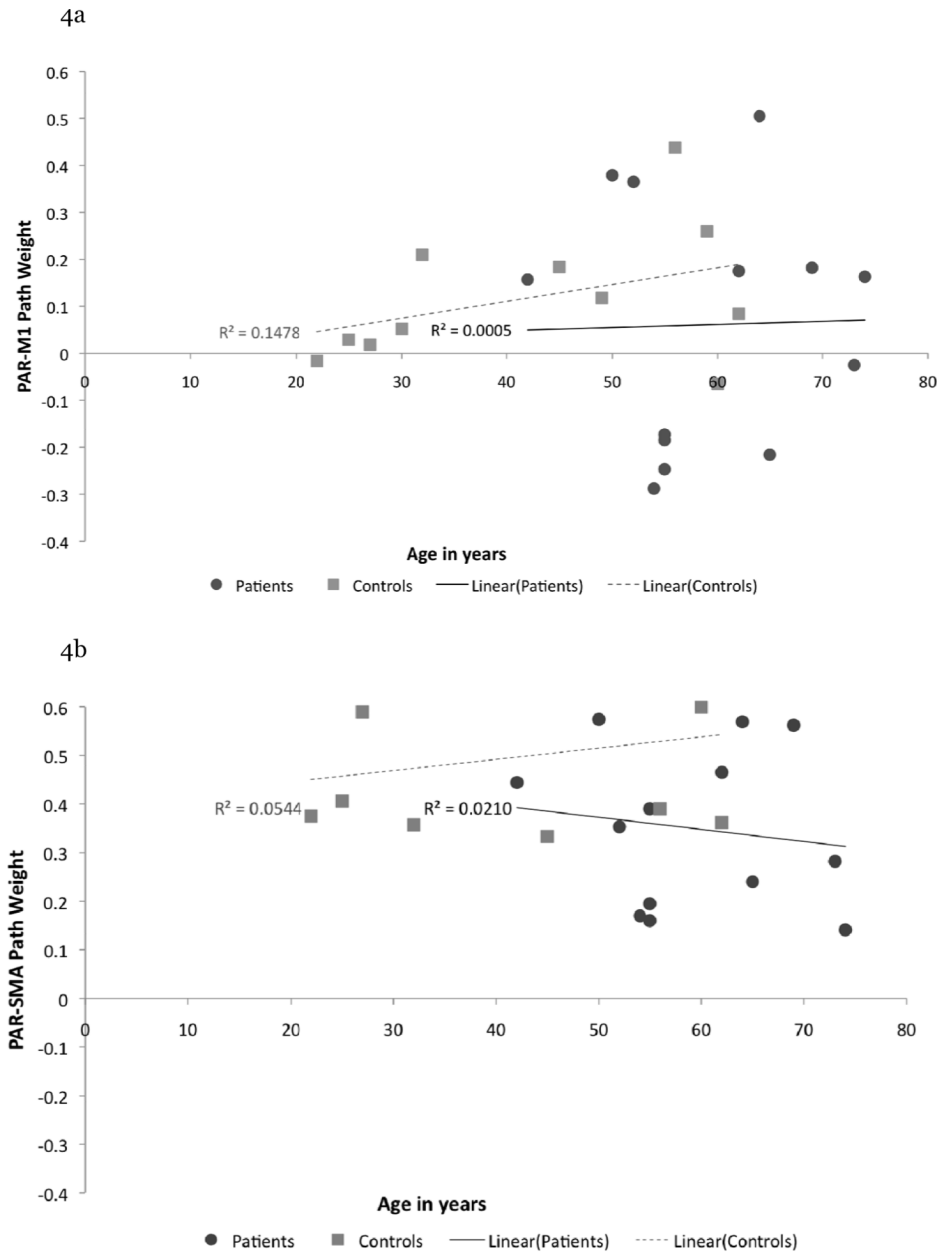 4a
0.6
0.5
0.4
0.3
0.2
0.1
0
-0.1
-0.2
-0.3
-0.4
PAR-M1 Path Weight
R² = 0.1478
R² = 0.0005
0 10 20 30 40 50 60 70 80
Age in years
Patients Controls Linear(Patients) Linear(Controls)
4b
0.6
0.5
0.4
0.3
0.2
0.1
0
-0.1
-0.2
-0.3
-0.4
PAR-SMA Path Weight
R² = 0.0544
R² = 0.0210
0 10 20 30 40 50 60 70 80
Age in years
Patients Controls Linear(Patients) Linear(Controls)